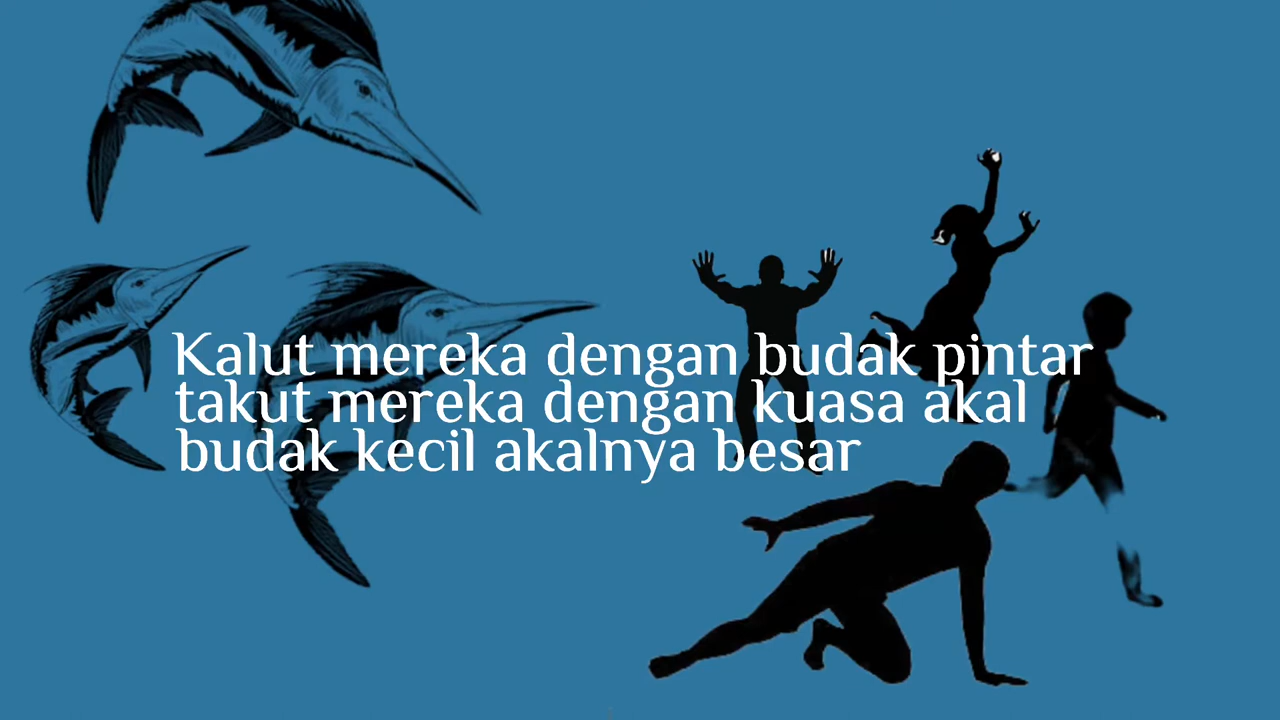 Kalut mereka dengan budak pintar
takut mereka dengan kuasa akal
budak kecil akalnya besar